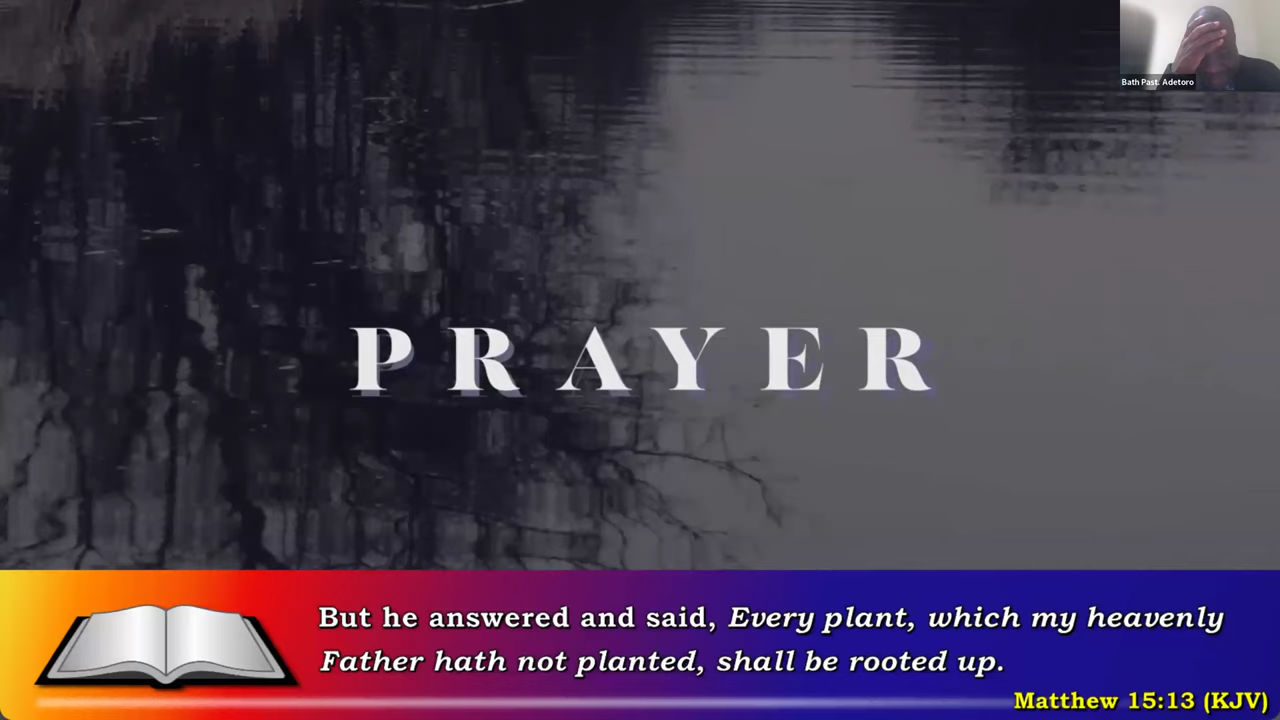 Bath Past. Adetoro
PRAYER
But he answered and said, Every plant, which my heavenly
Father hath not planted, shall be rooted up.
Matthew 15:13 (KJV)